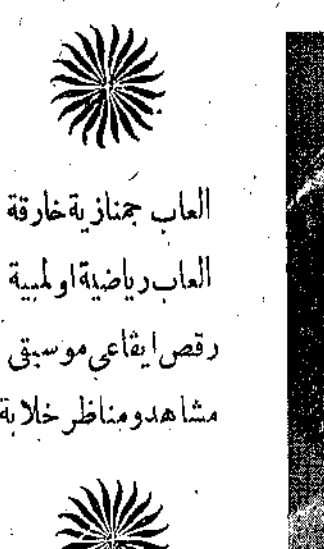 العاب جمنازية خارقة
العاب رياضية اولمبية
رقص ايقاعي موسيقي
مشاهد ومناظر خلابة